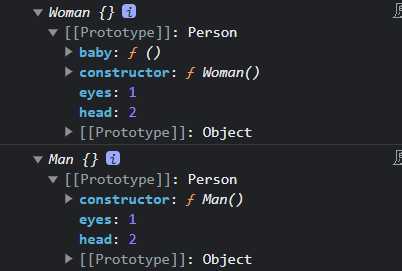 Woman {} i
[[Prototype]]: Person
baby: ƒ ()
constructor: ƒ Woman()
eyes: 1
head: 2
[[Prototype]]: Object
Man {} i
[[Prototype]]: Person
constructor: ƒ Man()
eyes: 1
head: 2
[[Prototype]]: Object